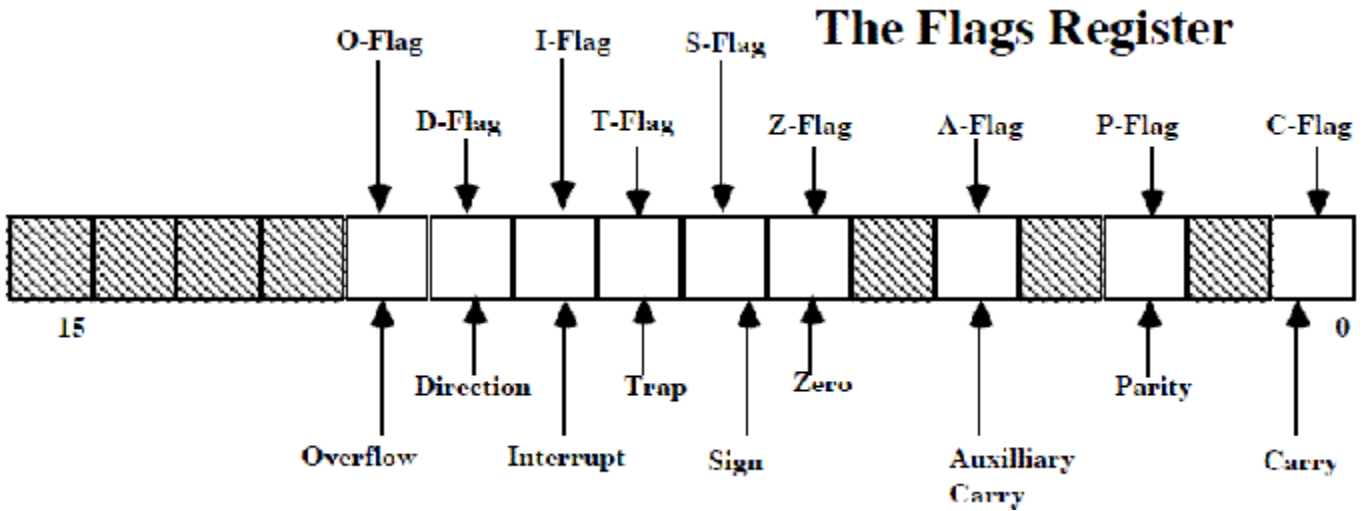 The Flags Register
O-Flag I-Flag S-Flag
D-Flag T-Flag Z-Flag A-Flag P-Flag C-Flag
15 0
Direction Trap Zero Parity
Overflow Interrupt Sign Auxilliary Carry
Carry